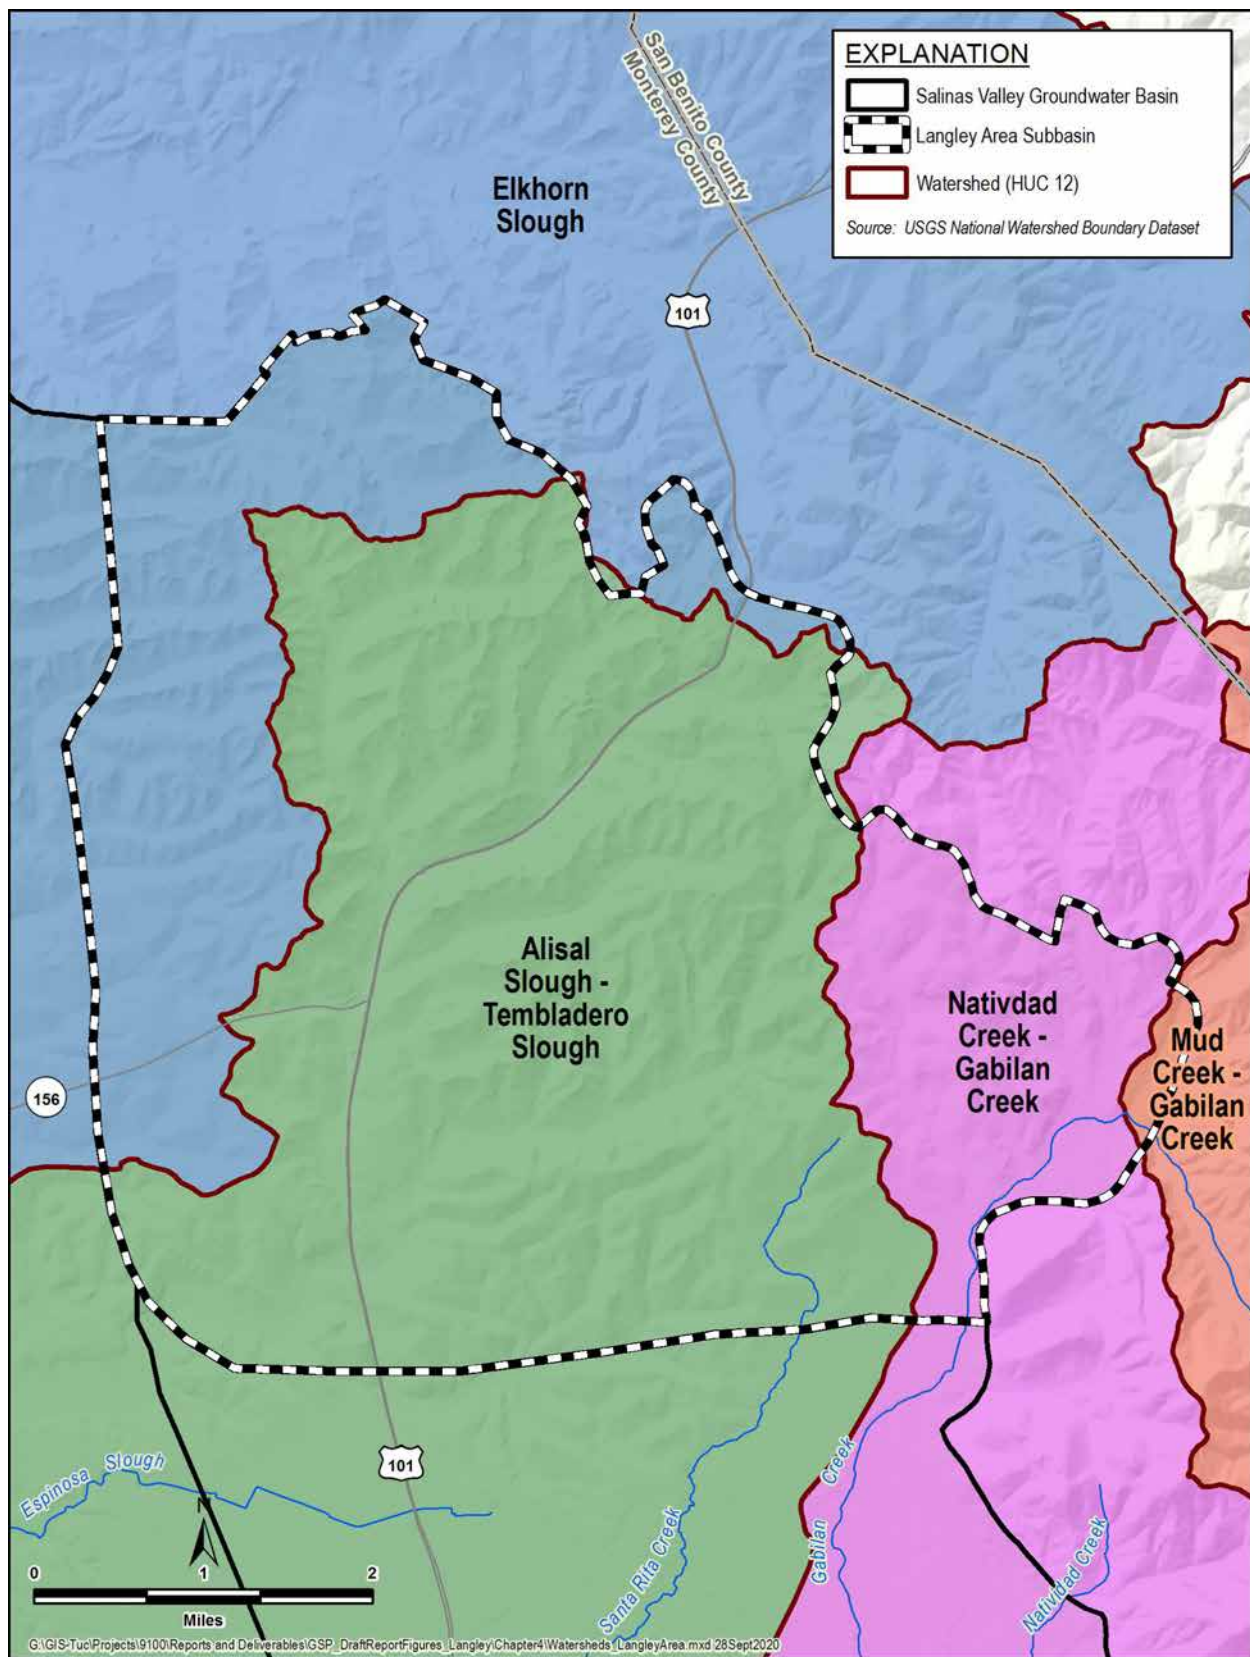 EXPLANATION
Salinas Valley Groundwater Basin
Langley Area Subbasin
Watershed (HUC 12)
Source: USGS National Watershed Boundary Dataset
San Benito County
Monterey County
Elkhorn
Slough
101
Alisal
Slough -
Tembladero
Slough
Nativdad
Creek -
Gabilan
Creek
Mud
Creek -
Gabilan
Creek
156
101
Espinosa Slough
Santa Rita Creek
Gabilan Creek
Natividad Creek
N
0 1 2
Miles
G:\GIS-Tuc\Projects\9100\Reports and Deliverables\GSP_DraftReportFigures_Langley\Chapter4\Watersheds_LangleyArea.mxd 28Sept2020